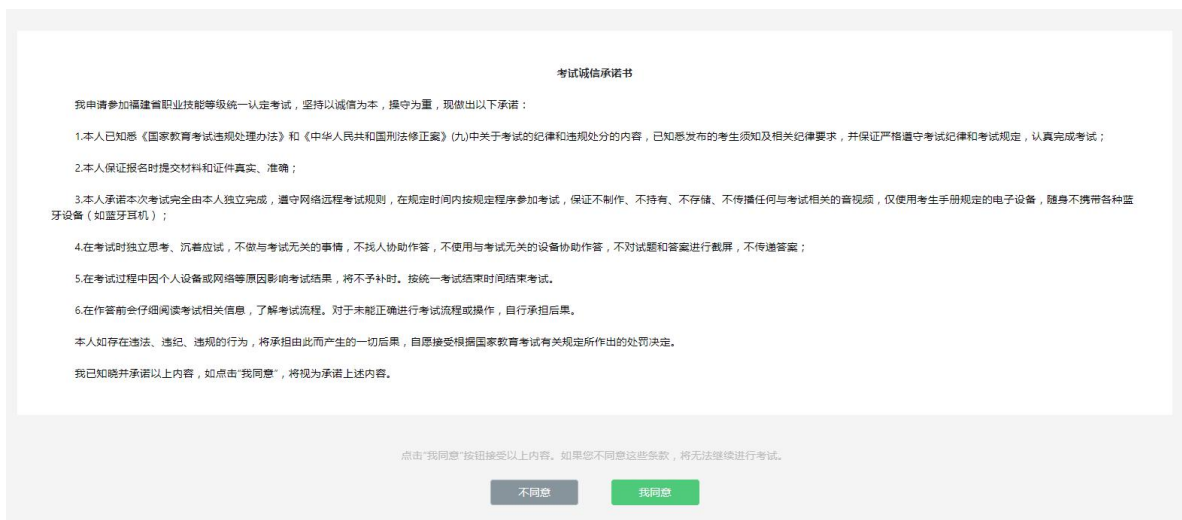 考试诚信承诺书
我申请参加福建省职业技能等级统一认定考试，坚持以诚信为本，操守为重，现做出以下承诺：
1.本人已知悉《国家教育考试违规处理办法》和《中华人民共和国刑法修正案》(九)中关于考试的纪律和违规处分的内容，已知悉发布的考生须知及相关纪律要求，并保证严格遵守考试纪律和考试规定，认真完成考试；
2.本人保证报名时提交材料和证件真实、准确；
3.本人承诺本次考试完全由本人独立完成，遵守网络远程考试规则，在规定时间内按规定程序参加考试，保证不制作、不持有、不存储、不传播任何与考试相关的音视频，仅使用考生手册规定的电子设备，随身不携带各种蓝
牙设备（如蓝牙耳机）；
4.在考试时独立思考、沉着应试，不做与考试无关的事情，不找人协助作答，不使用与考试无关的设备协助作答，不对试题和答案进行截屏，不传递答案；
5.在考试过程中因个人设备或网络等原因影响考试结果，将不予补时。按统一考试结束时间结束考试。
6.在作答前会仔细阅读考试相关信息，了解考试流程。对于未能正确进行考试流程或操作，自行承担后果。
本人如存在违法、违纪、违规的行为，将承担由此而产生的一切后果，自愿接受根据国家教育考试有关规定所作出的处罚决定。
我已知晓并承诺以上内容，如点击“我同意”，将视为承诺上述内容。
点击“我同意”按钮接受以上内容。如果您不同意这些条款，将无法继续进行考试。
不同意 我同意